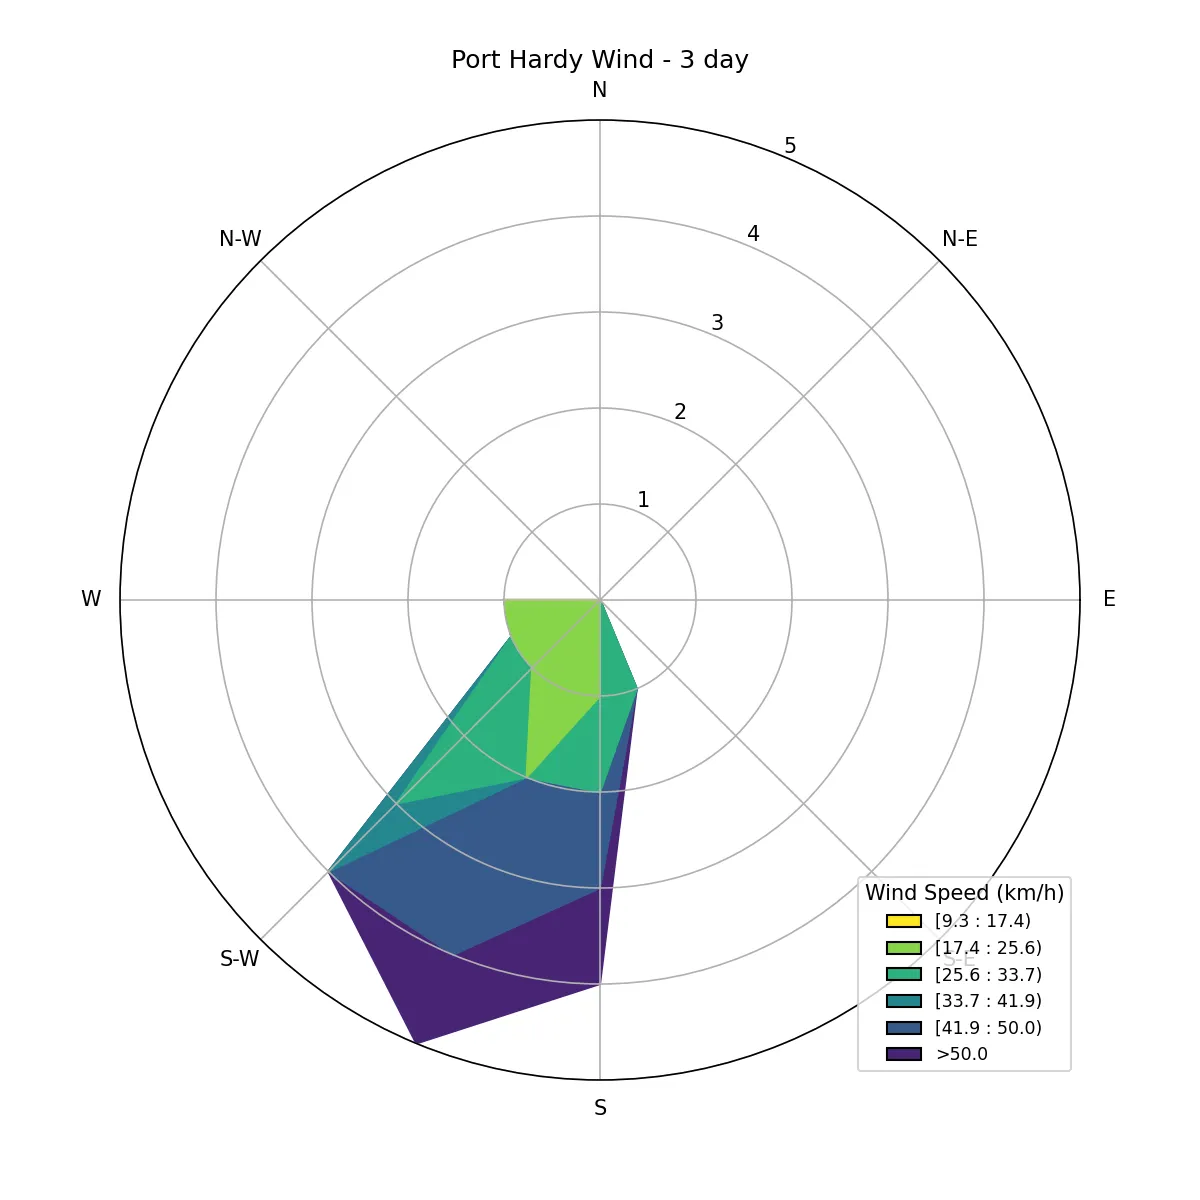 Port Hardy Wind - 3 day
N
5
N-W
4
N-E
3
2
1
W
E
Wind Speed (km/h)
[9.3 : 17.4)
[17.4 : 25.6)
S-W
S-E
[25.6 : 33.7)
[33.7 : 41.9)
[41.9 : 50.0)
>50.0
S